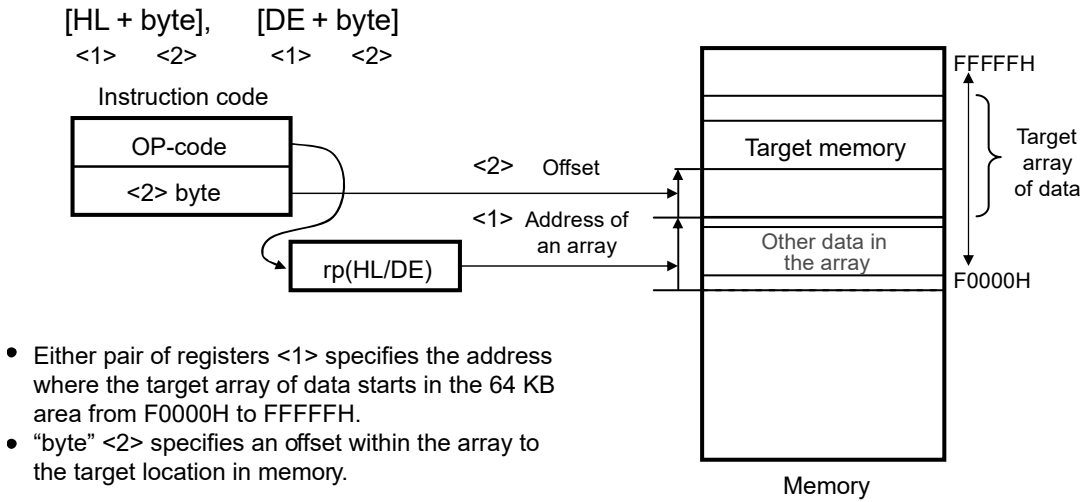 [HL + byte], [DE + byte]
<1> <2> <1> <2>
Instruction code
OP-code
<2> byte
rp(HL/DE)
<2> Offset
<1> Address of
an array
FFFFFH
Target memory
Target
array
of data
Other data in
the array
F0000H
Memory
• Either pair of registers <1> specifies the address
where the target array of data starts in the 64 KB
area from F0000H to FFFFFH.
• “byte” <2> specifies an offset within the array to
the target location in memory.